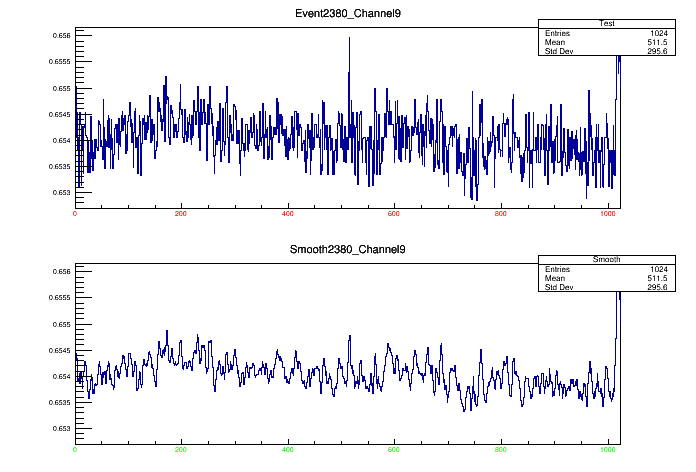 Event2380_Channel9
Test
Entries 1024
Mean 511.5
Std Dev 295.6
0.656
0.6555
0.655
0.6545
0.654
0.6535
0.653
0 200 400 600 800 1000
Smooth2380_Channel9
Smooth
Entries 1024
Mean 511.5
Std Dev 295.6
0.656
0.6555
0.655
0.6545
0.654
0.6535
0.653
0 200 400 600 800 1000